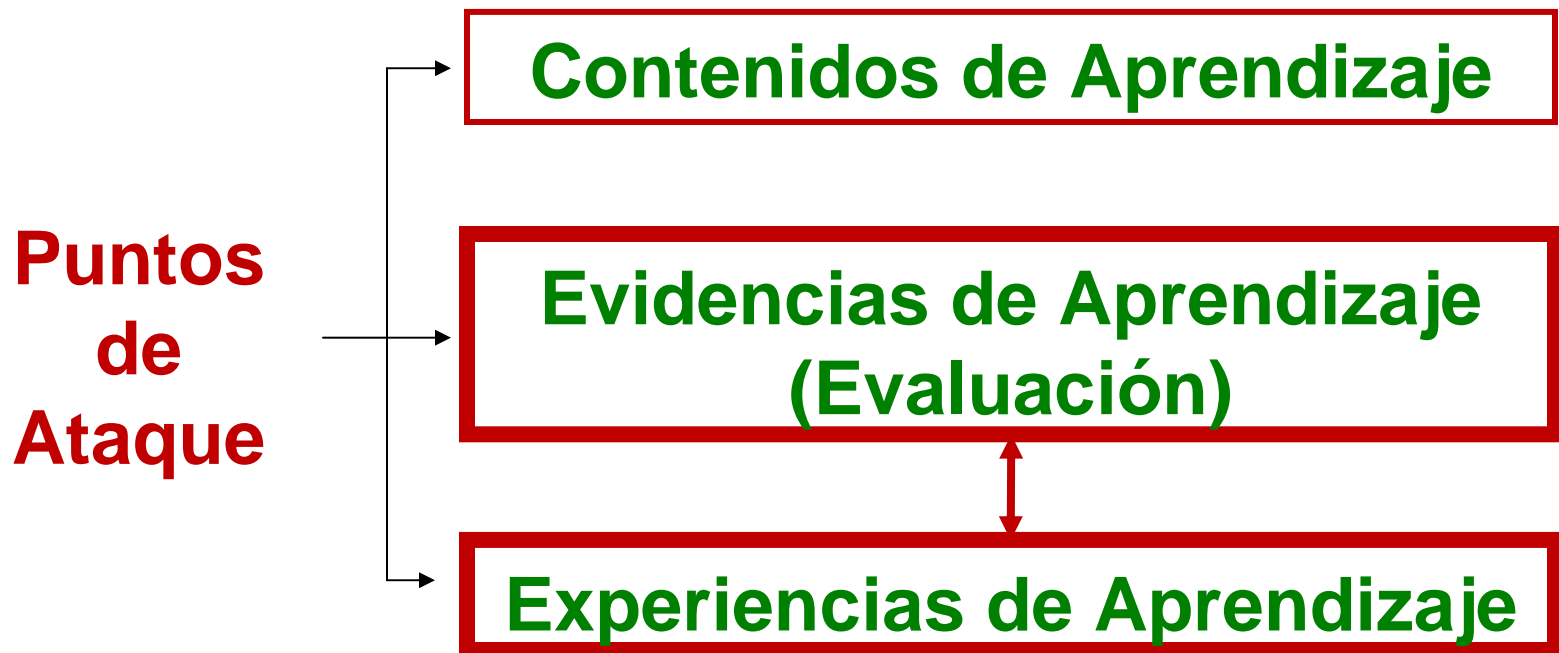 Puntos
de
Ataque
Contenidos de Aprendizaje
Evidencias de Aprendizaje
(Evaluación)
Experiencias de Aprendizaje